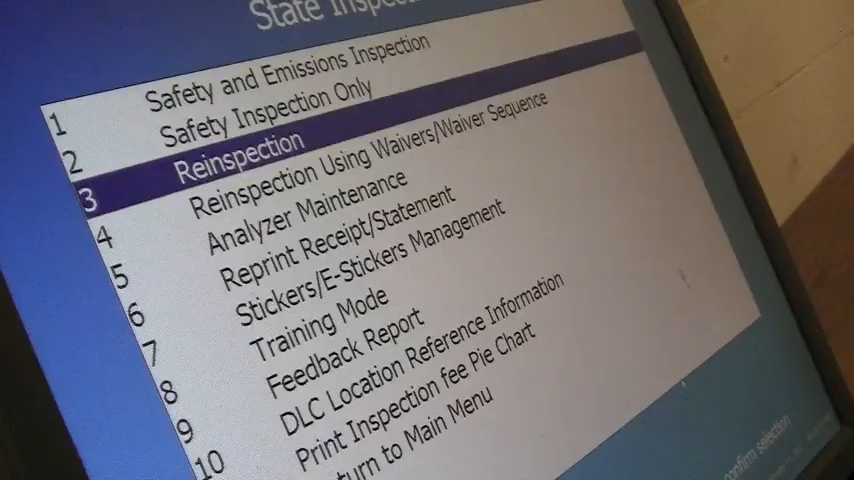 State
1 Safety and Emissions Inspection
2 Safety Inspection Only
3 Reinspection
4 Reinspection Using Waivers/Waiver Sequence
5 Analyzer Maintenance
6 Reprint Receipt/Statement
7 Stickers/E-Stickers Management
8 Training Mode
9 Feedback Report
10 DLC Location Reference Information
Print Inspection fee Pie Chart
turn to Main Menu
confirm selection